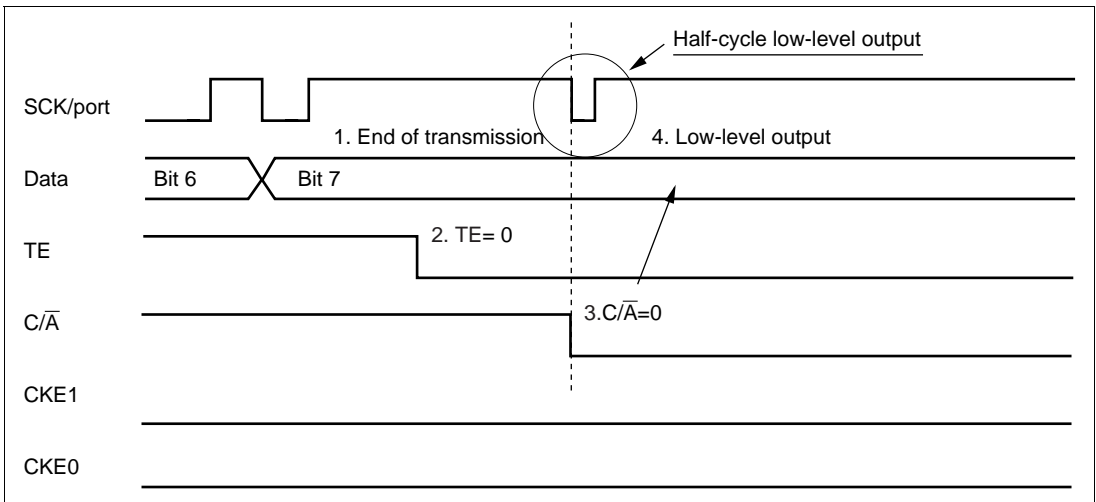 Half-cycle low-level output
SCK/port
1. End of transmission
4. Low-level output
Data
Bit 6
Bit 7
TE
2. TE= 0
C/A̅
3.C/A̅=0
CKE1
CKE0